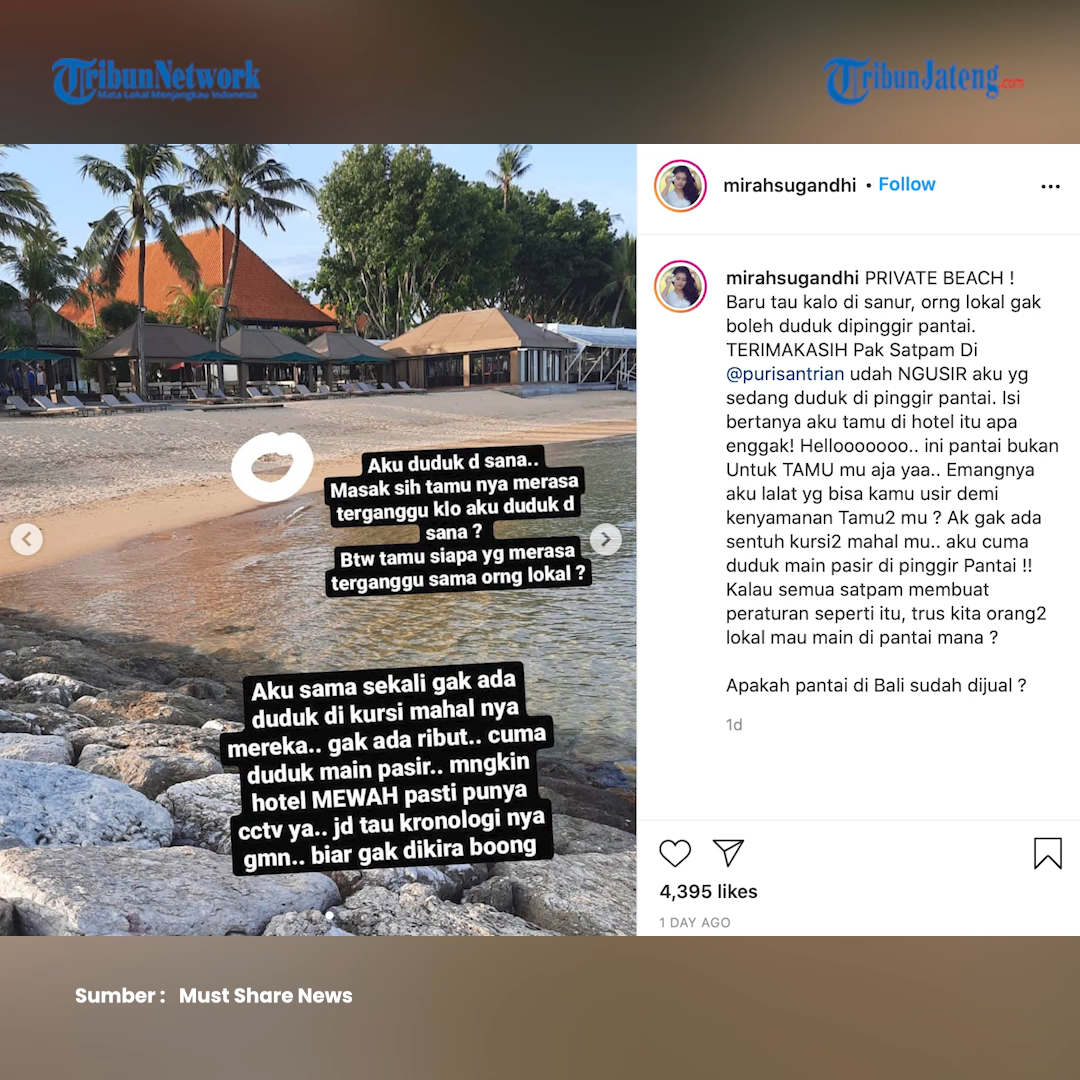 TribunNetwork
Mata Lokal Menjangkau Indonesia
TribunJateng.com
mirahsugandhi • Follow
mirahsugandhi PRIVATE BEACH !
Baru tau kalo di sanur, orng lokal gak
boleh duduk dipinggir pantai.
TERIMAKASIH Pak Satpam Di
@purisantrian udah NGUSIR aku yg
sedang duduk di pinggir pantai. Isi
bertanya aku tamu di hotel itu apa
enggak! Hellooooooo.. ini pantai bukan
Untuk TAMU mu aja yaa.. Emangnya
aku lalat yg bisa kamu usir demi
kenyamanan Tamu2 mu ? Ak gak ada
sentuh kursi2 mahal mu.. aku cuma
duduk main pasir di pinggir Pantai !!
Kalau semua satpam membuat
peraturan seperti itu, trus kita orang2
lokal mau main di pantai mana ?
Apakah pantai di Bali sudah dijual ?
1d
Aku duduk d sana..
Masak sih tamu nya merasa
terganggu klo aku duduk d
sana ?
Btw tamu siapa yg merasa
terganggu sama orng lokal ?
Aku sama sekali gak ada
duduk di kursi mahal nya
mereka.. gak ada ribut.. cuma
duduk main pasir.. mngkin
hotel MEWAH pasti punya
cctv ya.. jd tau kronologi nya
gmn.. biar gak dikira boong
4,395 likes
1 DAY AGO
Sumber : Must Share News